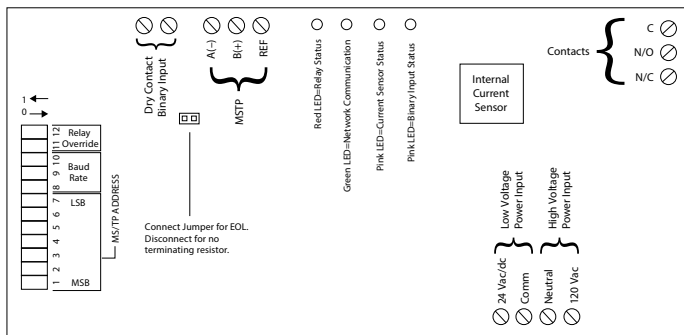 Dry Contact
Binary Input
A(−)
B(+)
REF
MSTP
Red LED=Relay Status
Green LED=Network Communication
Pink LED=Current Sensor Status
Pink LED=Binary Input Status
Internal
Current
Sensor
Contacts
C
N/O
N/C
1
0
12
11
Relay
Override
10
9
8
Baud
Rate
7
6
5
4
3
2
1
LSB
MSB
MS/TP ADDRESS
Connect Jumper for EOL.
Disconnect for no
terminating resistor.
Low Voltage
Power Input
High Voltage
Power Input
24 Vac/dc
Comm
Neutral
120 Vac